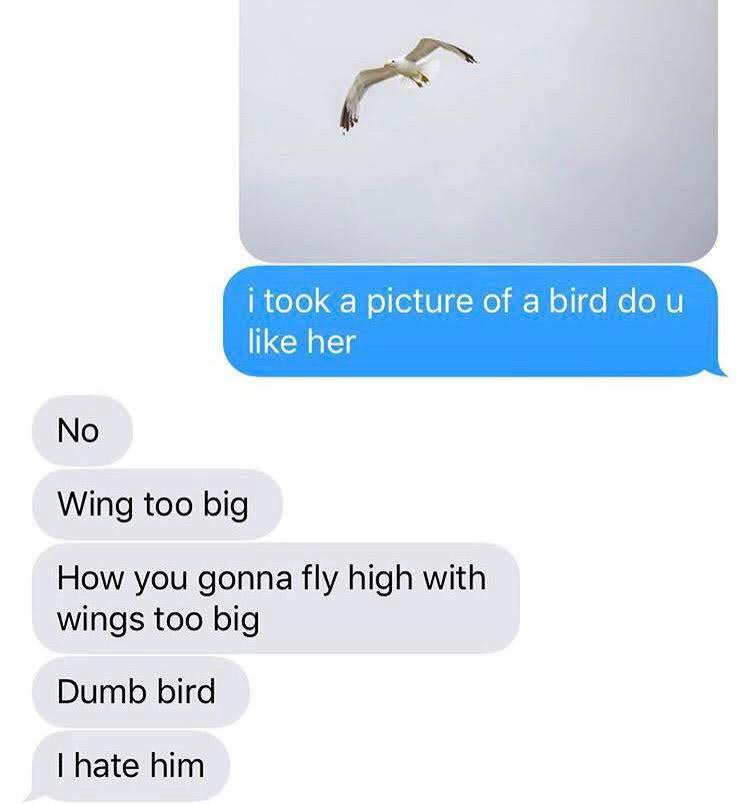 i took a picture of a bird do u
like her
No
Wing too big
How you gonna fly high with
wings too big
Dumb bird
I hate him